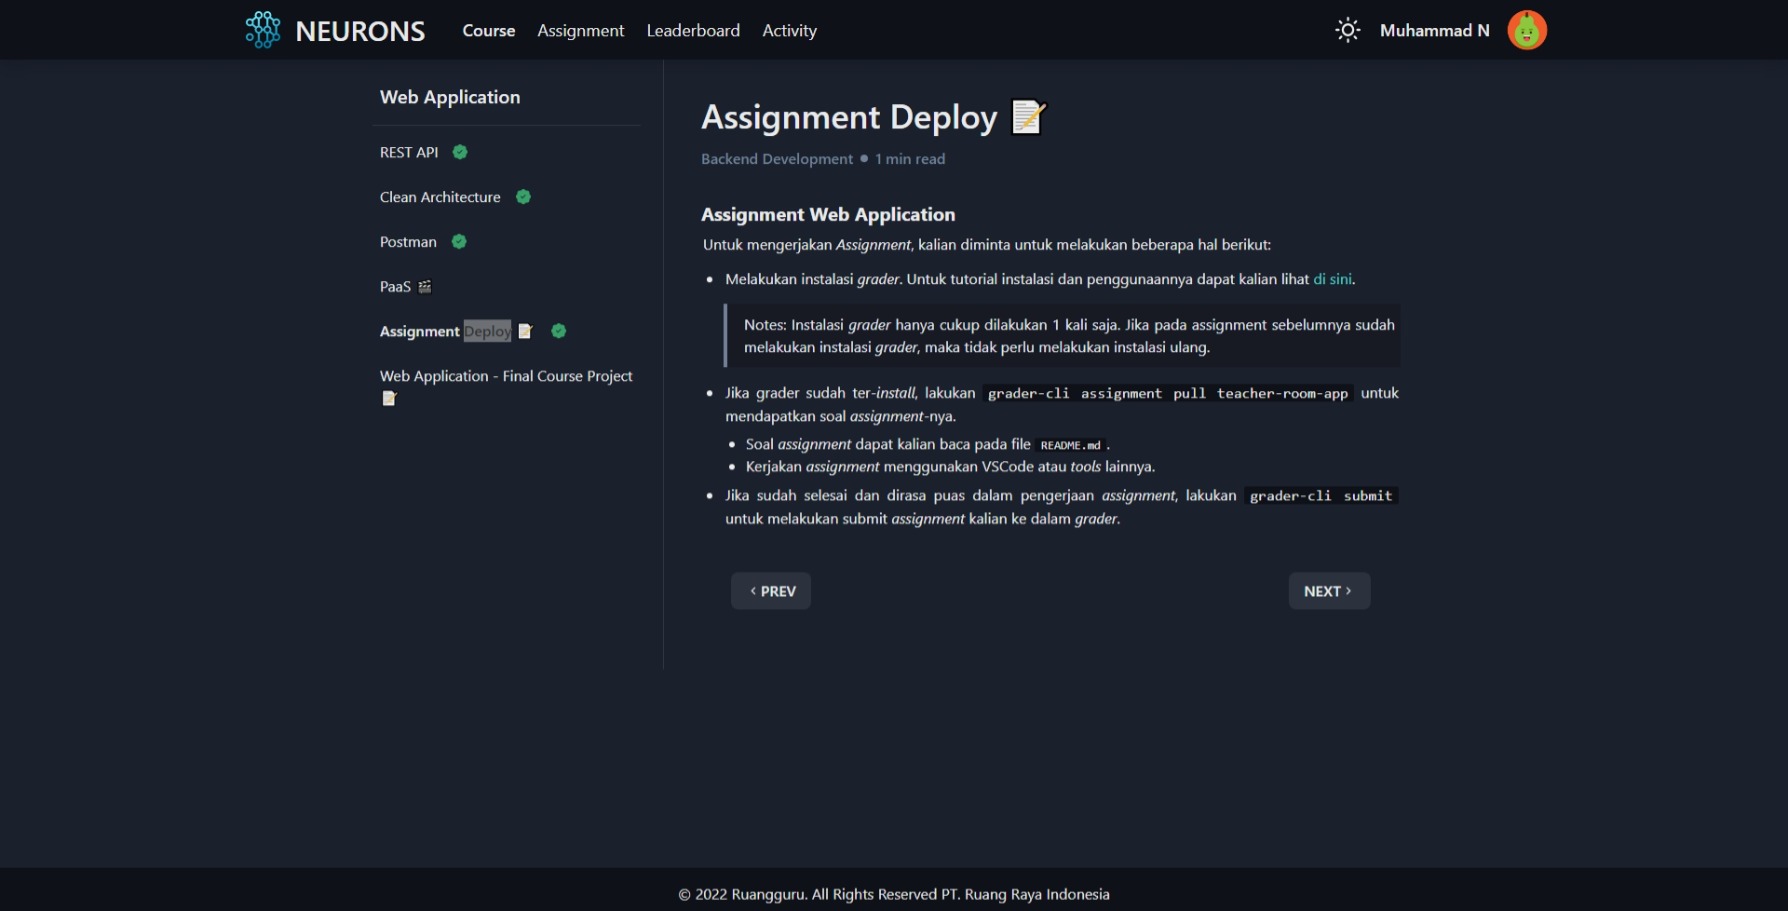 NEURONS
Course
Assignment
Leaderboard
Activity
Muhammad N
Web Application
REST API
Clean Architecture
Postman
PaaS
Assignment Deploy
Web Application - Final Course Project
Assignment Deploy
Backend Development • 1 min read
Assignment Web Application
Untuk mengerjakan Assignment, kalian diminta untuk melakukan beberapa hal berikut:
• Melakukan instalasi grader. Untuk tutorial instalasi dan penggunaannya dapat kalian lihat di sini.
Notes: Instalasi grader hanya cukup dilakukan 1 kali saja. Jika pada assignment sebelumnya sudah
melakukan instalasi grader, maka tidak perlu melakukan instalasi ulang.
• Jika grader sudah ter-install, lakukan grader-cli assignment pull teacher-room-app untuk
mendapatkan soal assignment-nya.
• Soal assignment dapat kalian baca pada file README.md.
• Kerjakan assignment menggunakan VSCode atau tools lainnya.
• Jika sudah selesai dan dirasa puas dalam pengerjaan assignment, lakukan grader-cli submit
untuk melakukan submit assignment kalian ke dalam grader.
‹ PREV
NEXT ›
© 2022 Ruangguru. All Rights Reserved PT. Ruang Raya Indonesia